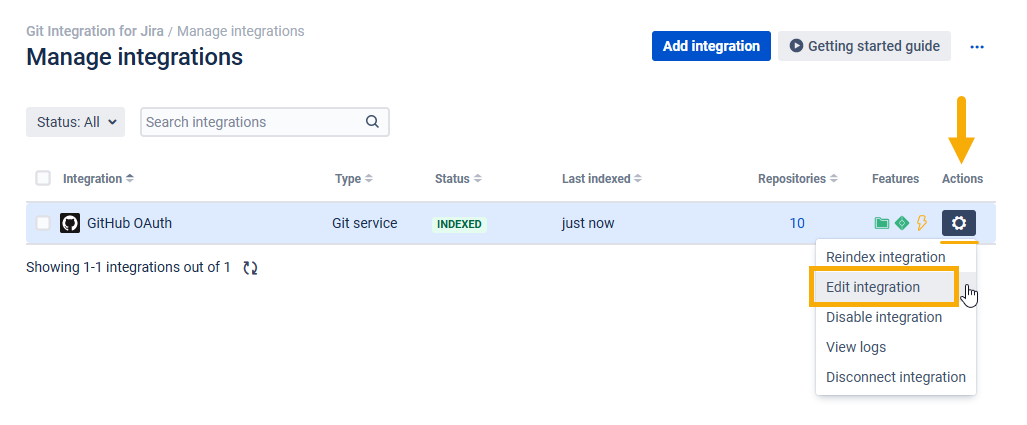 Git Integration for Jira / Manage integrations
Manage integrations
Add integration
Getting started guide
Status: All
Search integrations
Integration Type Status Last indexed Repositories Features Actions
GitHub OAuth Git service INDEXED just now 10
Showing 1-1 integrations out of 1
Reindex integration
Edit integration
Disable integration
View logs
Disconnect integration